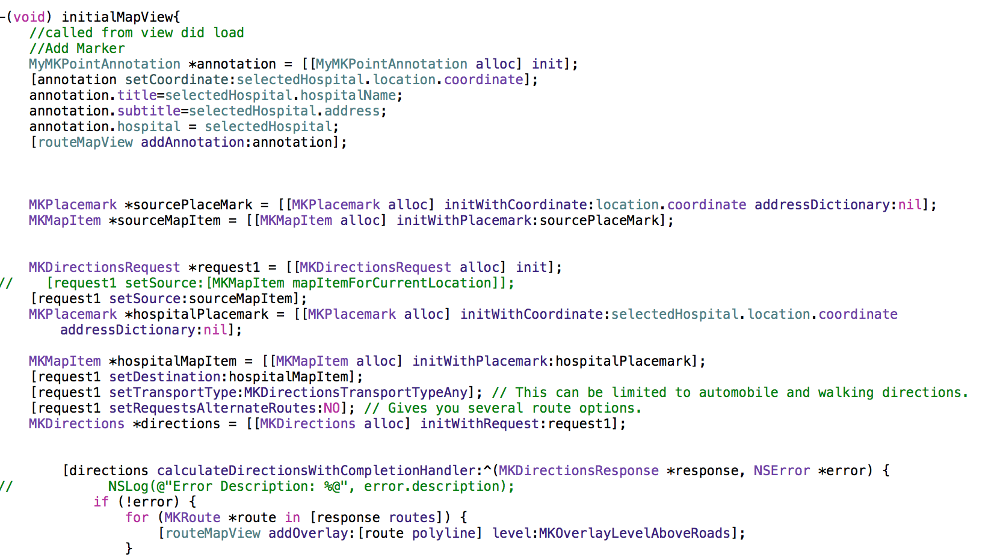 -(void) initialMapView{
//called from view did load
//Add Marker
MyMKPointAnnotation *annotation = [[MyMKPointAnnotation alloc] init];
[annotation setCoordinate:selectedHospital.location.coordinate];
annotation.title=selectedHospital.hospitalName;
annotation.subtitle=selectedHospital.address;
annotation.hospital = selectedHospital;
[routeMapView addAnnotation:annotation];
MKPlacemark *sourcePlaceMark = [[MKPlacemark alloc] initWithCoordinate:location.coordinate addressDictionary:nil];
MKMapItem *sourceMapItem = [[MKMapItem alloc] initWithPlacemark:sourcePlaceMark];
MKDirectionsRequest *request1 = [[MKDirectionsRequest alloc] init];
// [request1 setSource:[MKMapItem mapItemForCurrentLocation]];
[request1 setSource:sourceMapItem];
MKPlacemark *hospitalPlacemark = [[MKPlacemark alloc] initWithCoordinate:selectedHospital.location.coordinate
addressDictionary:nil];
MKMapItem *hospitalMapItem = [[MKMapItem alloc] initWithPlacemark:hospitalPlacemark];
[request1 setDestination:hospitalMapItem];
[request1 setTransportType:MKDirectionsTransportTypeAny]; // This can be limited to automobile and walking directions.
[request1 setRequestsAlternateRoutes:NO]; // Gives you several route options.
MKDirections *directions = [[MKDirections alloc] initWithRequest:request1];
[directions calculateDirectionsWithCompletionHandler:^(MKDirectionsResponse *response, NSError *error) {
// NSLog(@"Error Description: %@", error.description);
if (!error) {
for (MKRoute *route in [response routes]) {
[routeMapView addOverlay:[route polyline] level:MKOverlayLevelAboveRoads];
}